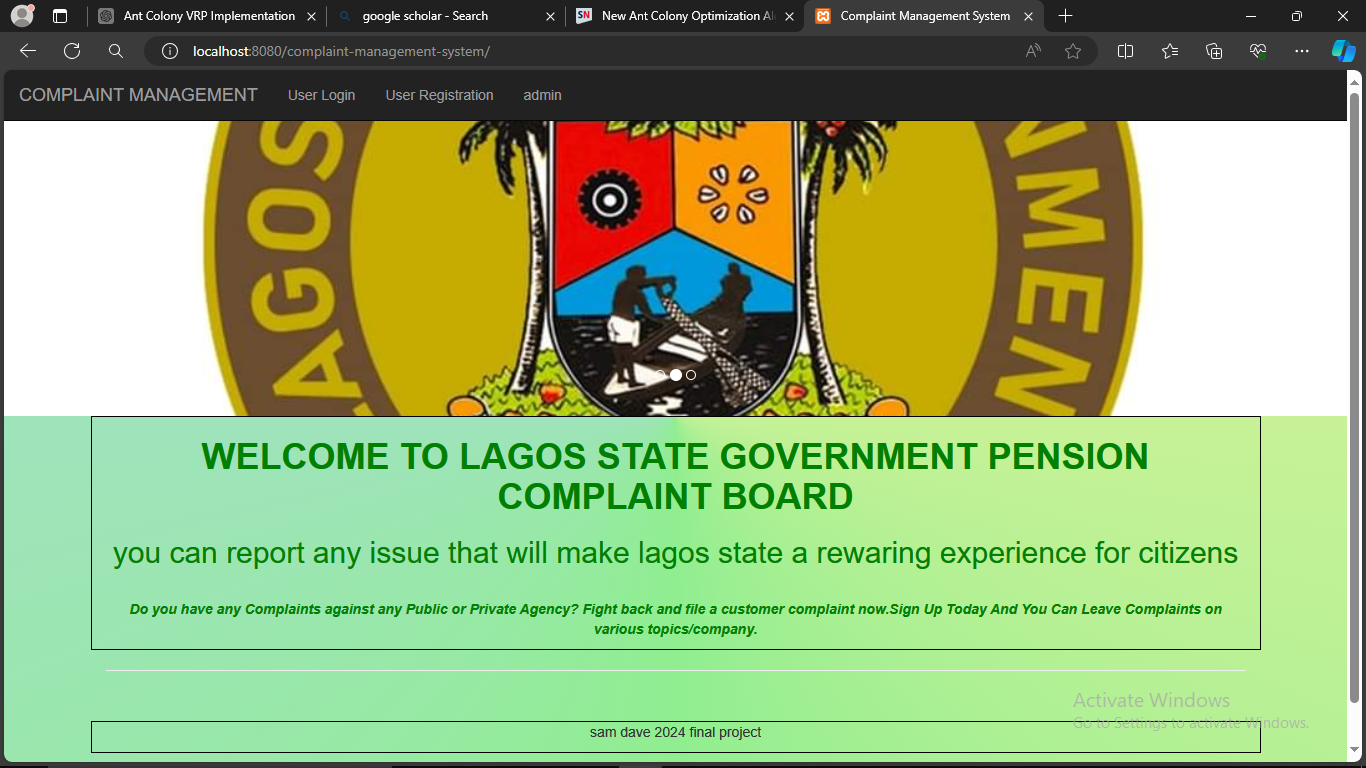 Ant Colony VRP Implementation
google scholar - Search
SN
New Ant Colony Optimization Al
Complaint Management System
localhost:8080/complaint-management-system/
COMPLAINT MANAGEMENT
User Login
User Registration
admin
LAGOS
NMEN
WELCOME TO LAGOS STATE GOVERNMENT PENSION
COMPLAINT BOARD
you can report any issue that will make lagos state a rewaring experience for citizens
Do you have any Complaints against any Public or Private Agency? Fight back and file a customer complaint now.Sign Up Today And You Can Leave Complaints on
various topics/company.
Activate Windows
Go to Settings to activate Windows.
sam dave 2024 final project